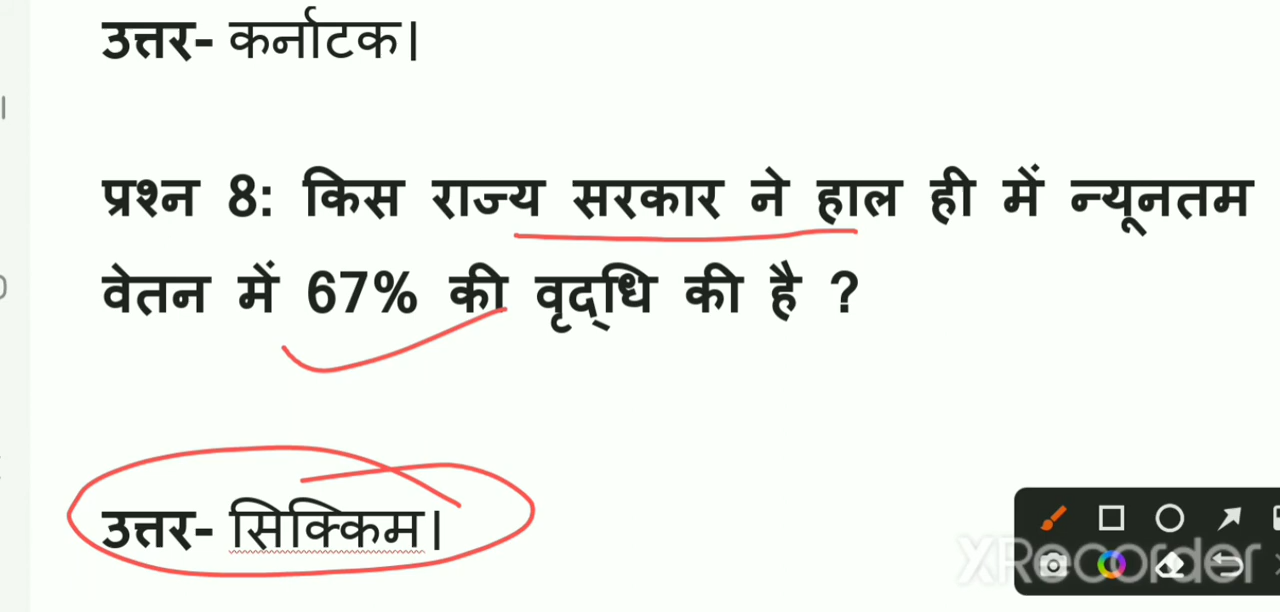 उत्तर- कर्नाटक।
प्रश्न 8: किस राज्य सरकार ने हाल ही में न्यूनतम
वेतन में 67% की वृद्धि की है ?
उत्तर- सिक्किम।
XRecorder